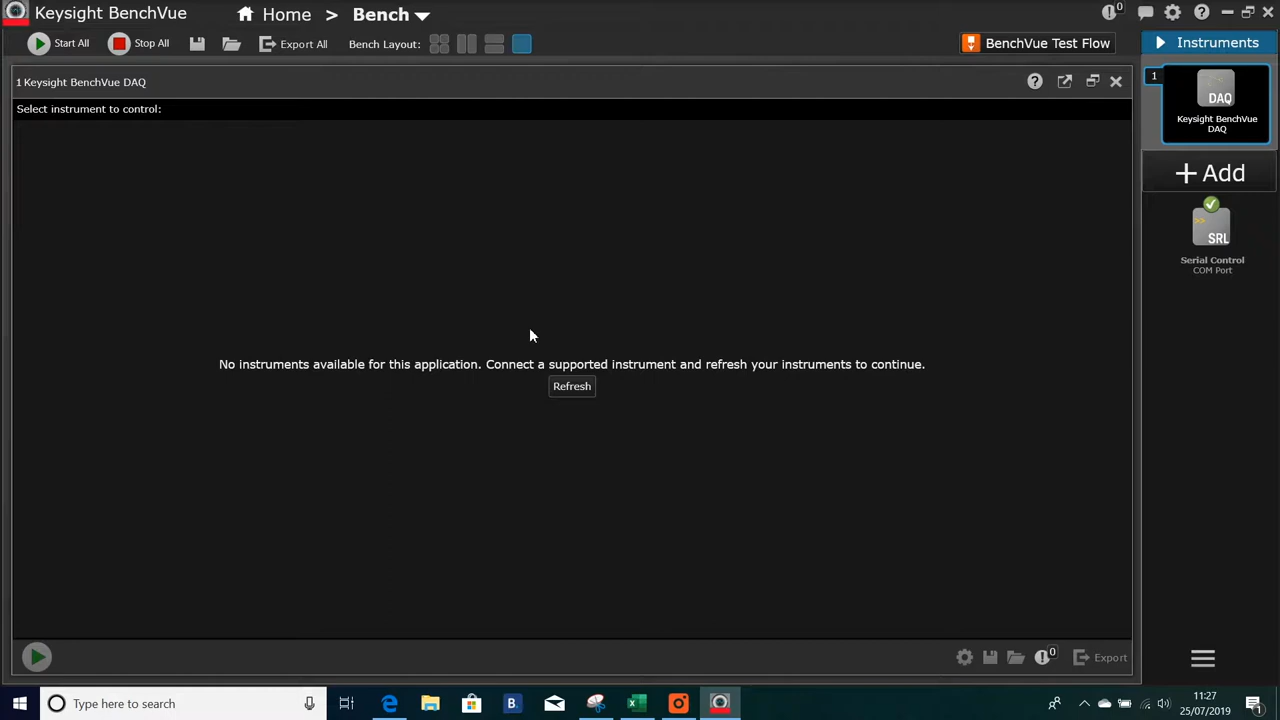 Keysight BenchVue
Home > Bench
0
Start All
Stop All
Export All
Bench Layout:
BenchVue Test Flow
Instruments
1 Keysight BenchVue DAQ
Select instrument to control:
1
DAQ
Keysight BenchVue
DAQ
+ Add
>>
SRL
Serial Control
COM Port
No instruments available for this application. Connect a supported instrument and refresh your instruments to continue.
Refresh
0
Export
Type here to search
11:27
25/07/2019
1